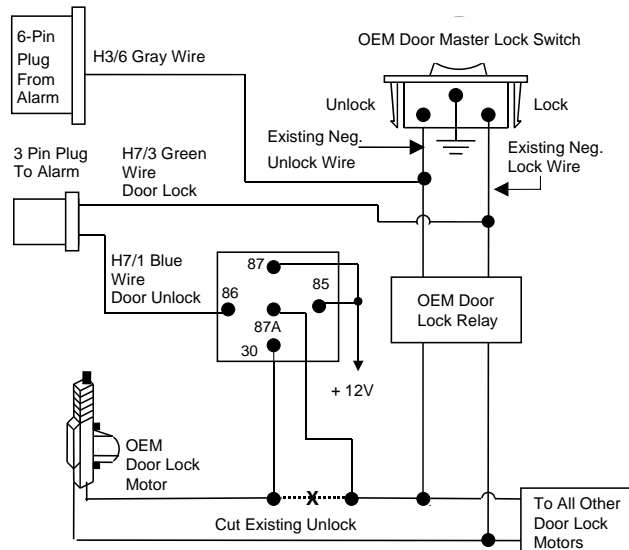 6-Pin
Plug
From
Alarm
H3/6 Gray Wire
OEM Door Master Lock Switch
Unlock
Lock
Existing Neg.
Unlock Wire
Existing Neg.
Lock Wire
3 Pin Plug
To Alarm
H7/3 Green
Wire
Door Lock
H7/1 Blue
Wire
Door Unlock
87
86
85
87A
30
+ 12V
OEM Door
Lock Relay
OEM
Door Lock
Motor
X
Cut Existing Unlock
To All Other
Door Lock
Motors